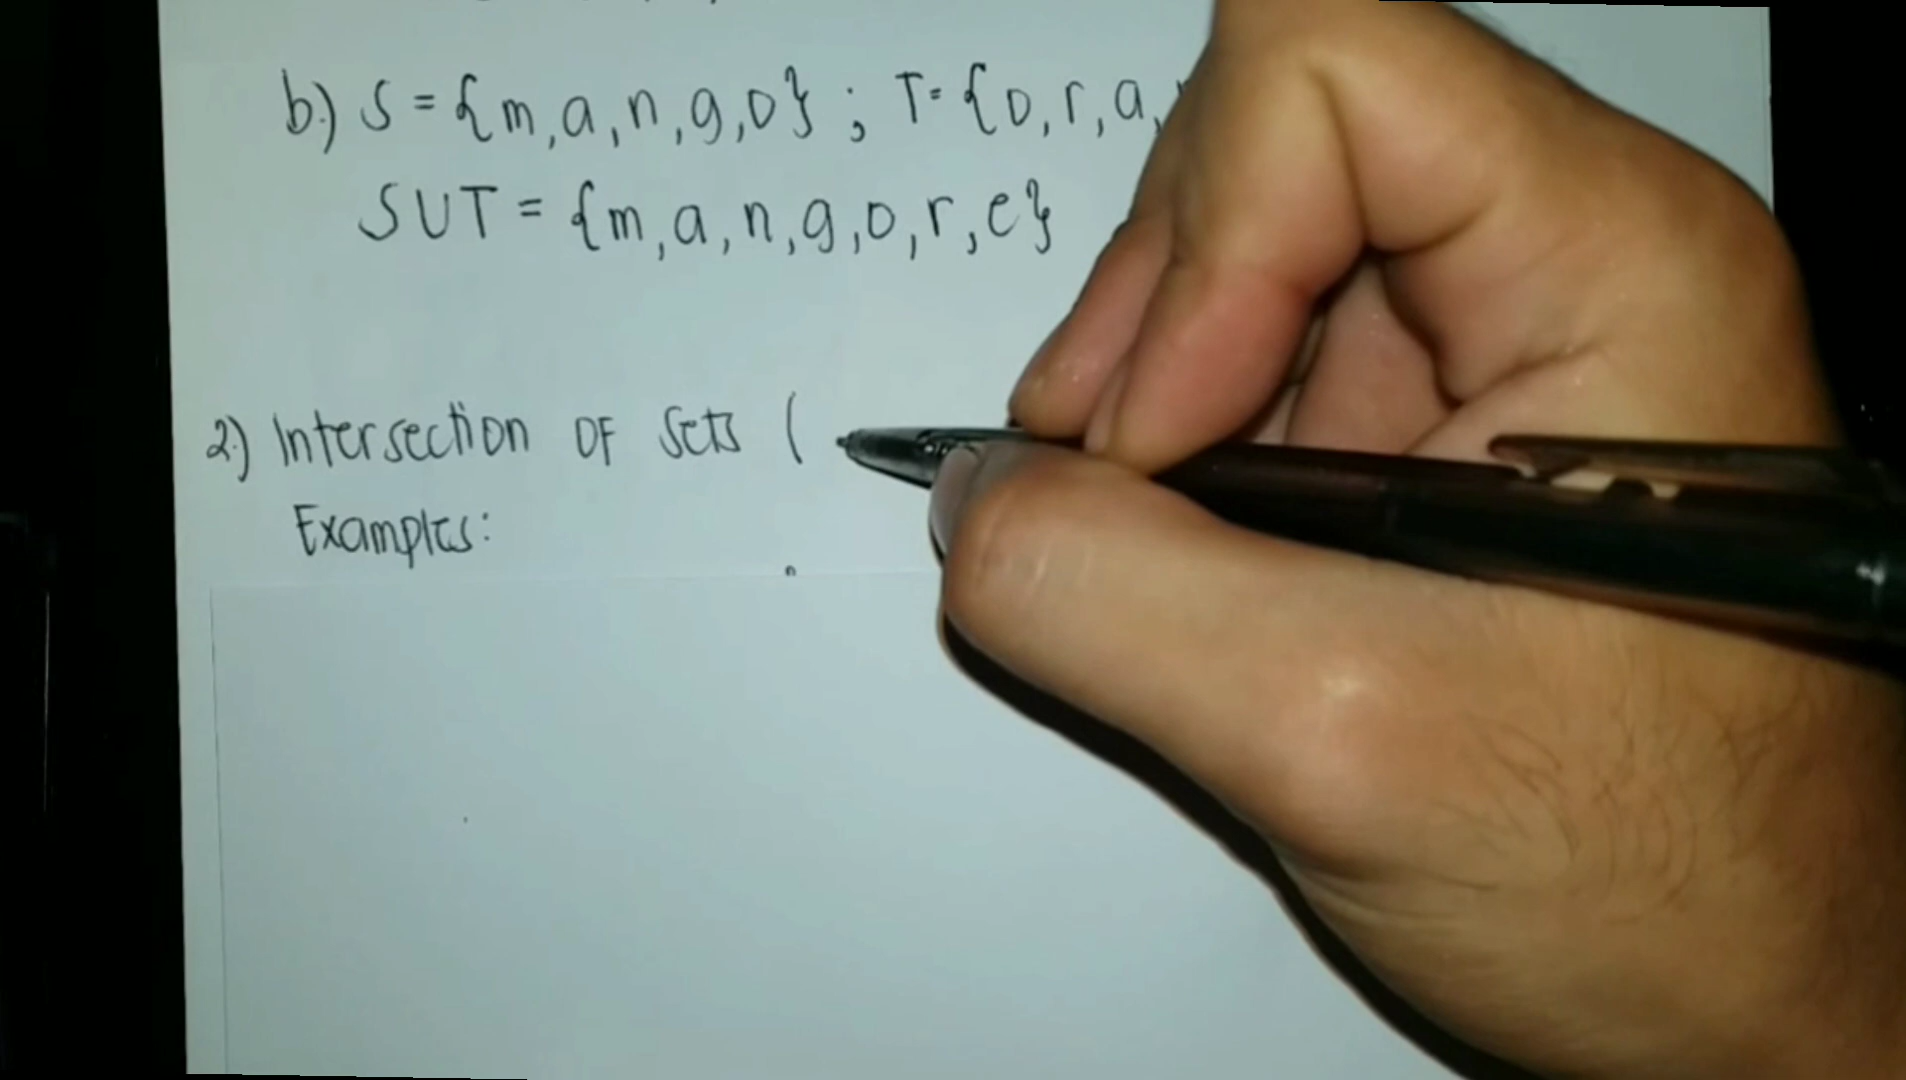 b.) S = {m, a, n, g, o} ; T = {o, r, a,
SUT = {m, a, n, g, o, r, e}
2.) Intersection OF Sets (
Examples: